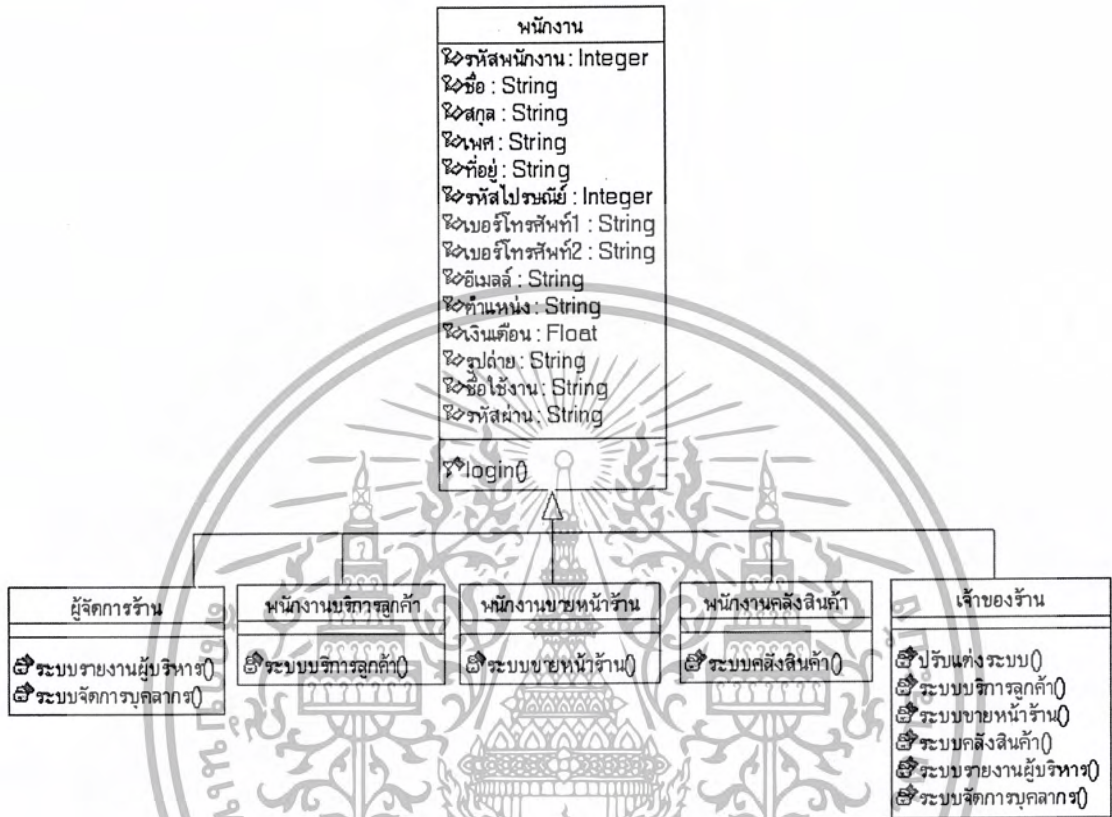 พนักงาน
รหัสพนักงาน : Integer
ชื่อ : String
สกุล : String
เพศ : String
ที่อยู่ : String
รหัสไปรษณีย์ : Integer
เบอร์โทรศัพท์1 : String
เบอร์โทรศัพท์2 : String
อีเมลล์ : String
ตำแหน่ง : String
เงินเดือน : Float
รูปถ่าย : String
ชื่อใช้งาน : String
รหัสผ่าน : String
login()
ผู้จัดการร้าน
ระบบรายงานผู้บริหาร()
ระบบจัดการบุคลากร()
พนักงานบริการลูกค้า
ระบบบริการลูกค้า()
พนักงานขายหน้าร้าน
ระบบขายหน้าร้าน()
พนักงานคลังสินค้า
ระบบคลังสินค้า()
เจ้าของร้าน
ปรับแต่งระบบ()
ระบบบริการลูกค้า()
ระบบขายหน้าร้าน()
ระบบคลังสินค้า()
ระบบรายงานผู้บริหาร()
ระบบจัดการบุคลากร()